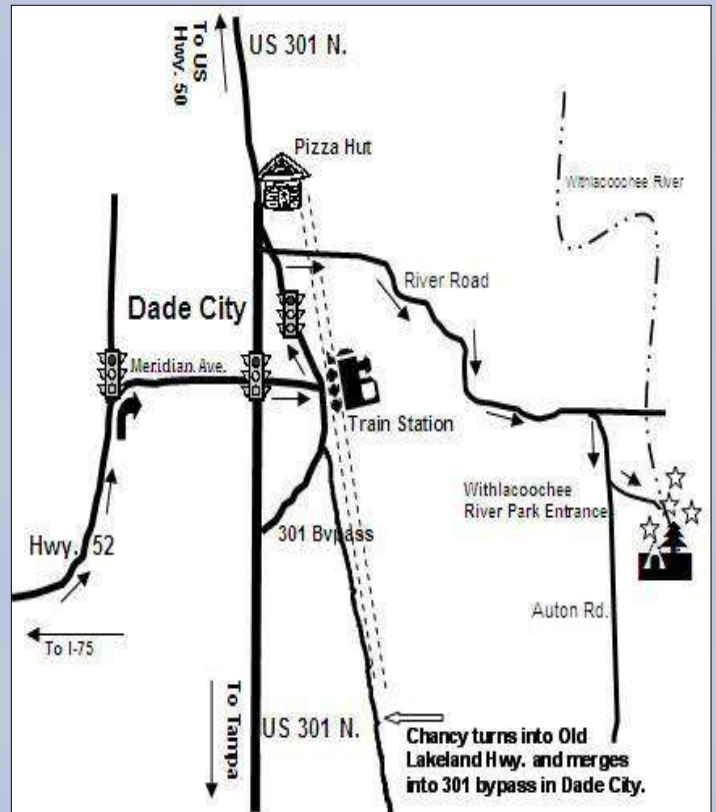 To US
Hwy. 50
US 301 N.
Pizza Hut
Withlacoochee River
River Road
Dade City
Meridian Ave.
Train Station
Withlacoochee
River Park Entrance
301 Bypass
Hwy. 52
Auton Rd.
To I-75
To Tampa
US 301 N.
Chancy turns into Old
Lakeland Hwy. and merges
into 301 bypass in Dade City.